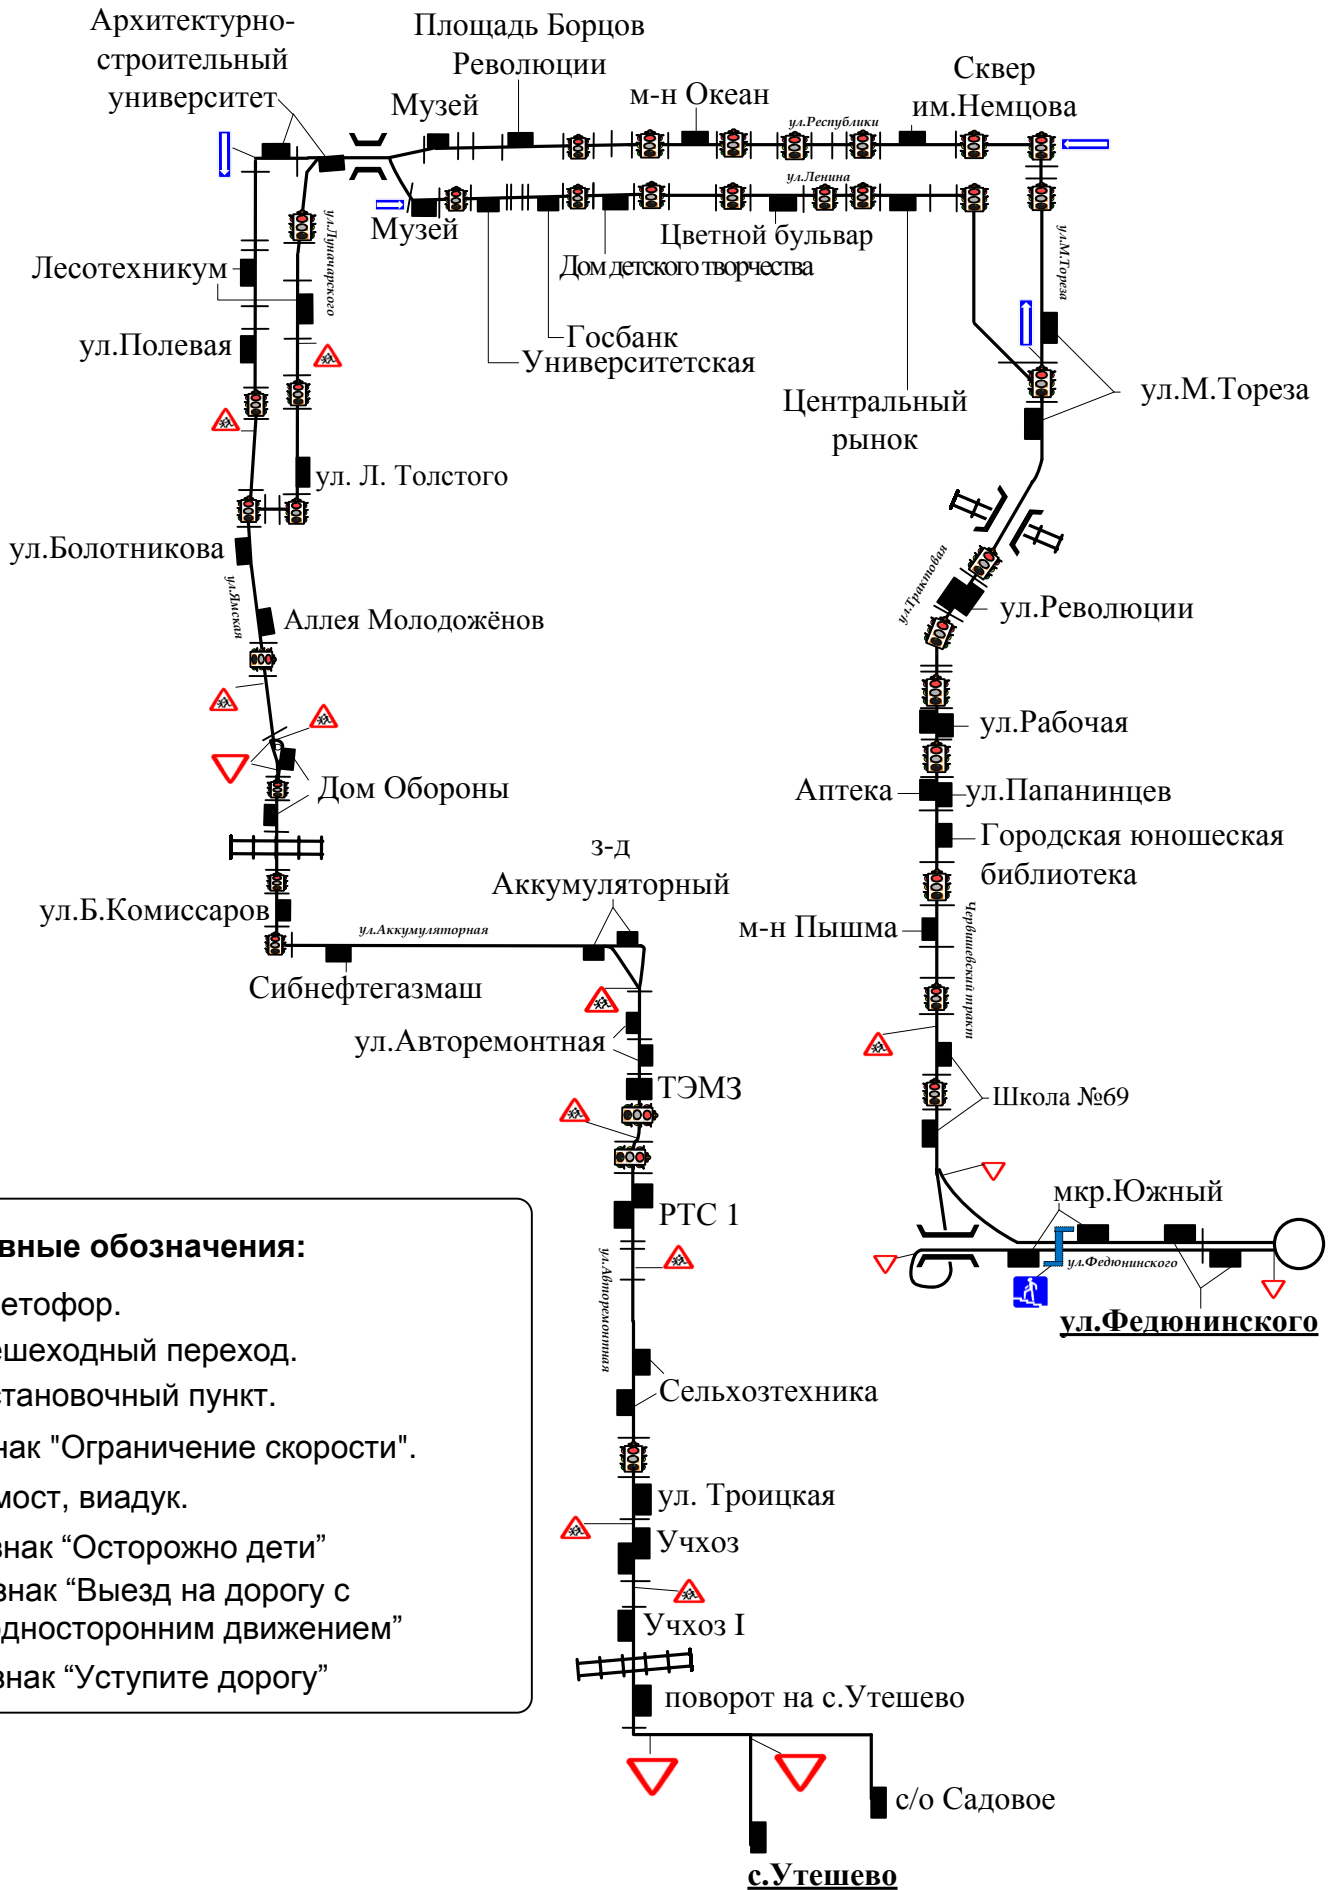 Архитектурно-
строительный
университет
Площадь Борцов
Революции
Музей
м-н Океан
Сквер
им.Немцова
ул.Республики
ул.Ленина
Музей
Цветной бульвар
Дом детского творчества
Госбанк
Университетская
Центральный
рынок
ул.М.Тореза
ул.М.Тореза
ул.Луначарского
Лесотехникум
ул.Полевая
ул. Л. Толстого
ул.Болотникова
ул.Ямская
Аллея Молодожёнов
Дом Обороны
ул.Б.Комиссаров
ул.Трактовая
ул.Революции
ул.Рабочая
Аптека
ул.Папанинцев
Городская юношеская
библиотека
м-н Пышма
Червишевский тракт
Школа №69
мкр.Южный
ул.Федюнинского
ул.Федюнинского
з-д
Аккумуляторный
ул.Аккумуляторная
Сибнефтегазмаш
ул.Авторемонтная
ТЭМЗ
РТС 1
ул.Авторемонтная
Сельхозтехника
ул. Троицкая
Учхоз
Учхоз I
поворот на с.Утешево
с/о Садовое
с.Утешево
вные обозначения:
етофор.
ешеходный переход.
становочный пункт.
нак "Ограничение скорости".
мост, виадук.
знак “Осторожно дети”
знак “Выезд на дорогу с
односторонним движением”
знак “Уступите дорогу”